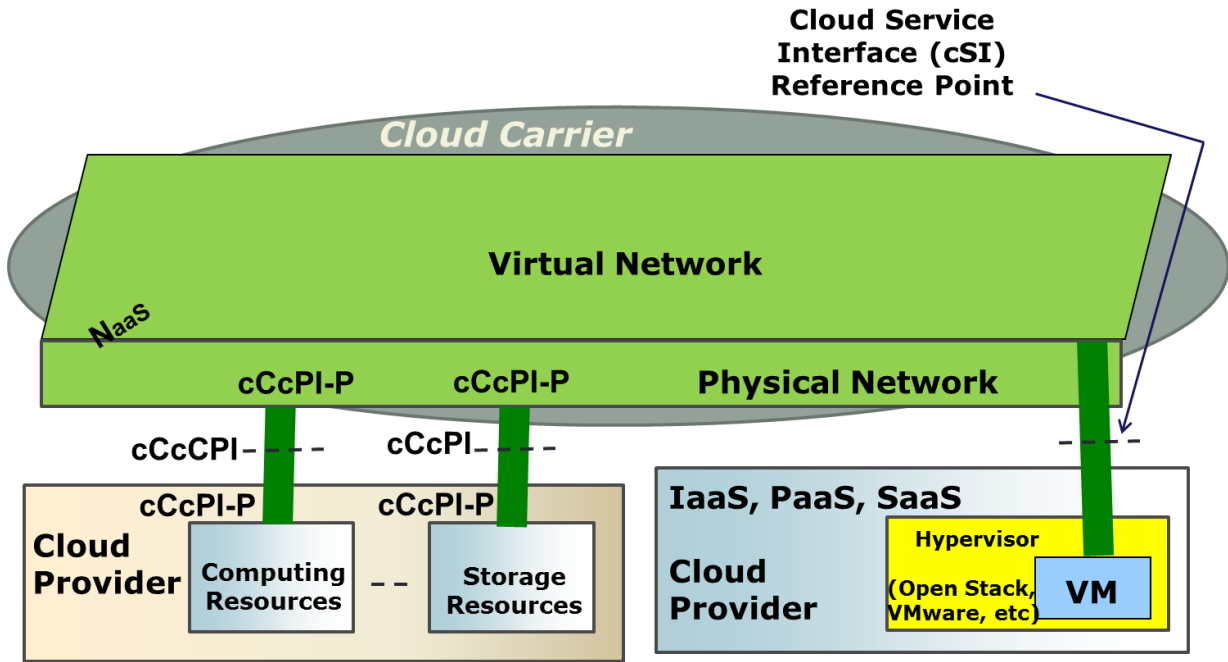 Cloud Service
Interface (cSI)
Reference Point
Cloud Carrier
Virtual Network
NaaS
cCcPI-P
cCcPI-P
Physical Network
cCcCPI
cCcPI
cCcPI-P
cCcPI-P
IaaS, PaaS, SaaS
Cloud
Provider
Computing
Resources
Storage
Resources
Cloud
Provider
Hypervisor
(Open Stack,
VMware, etc)
VM